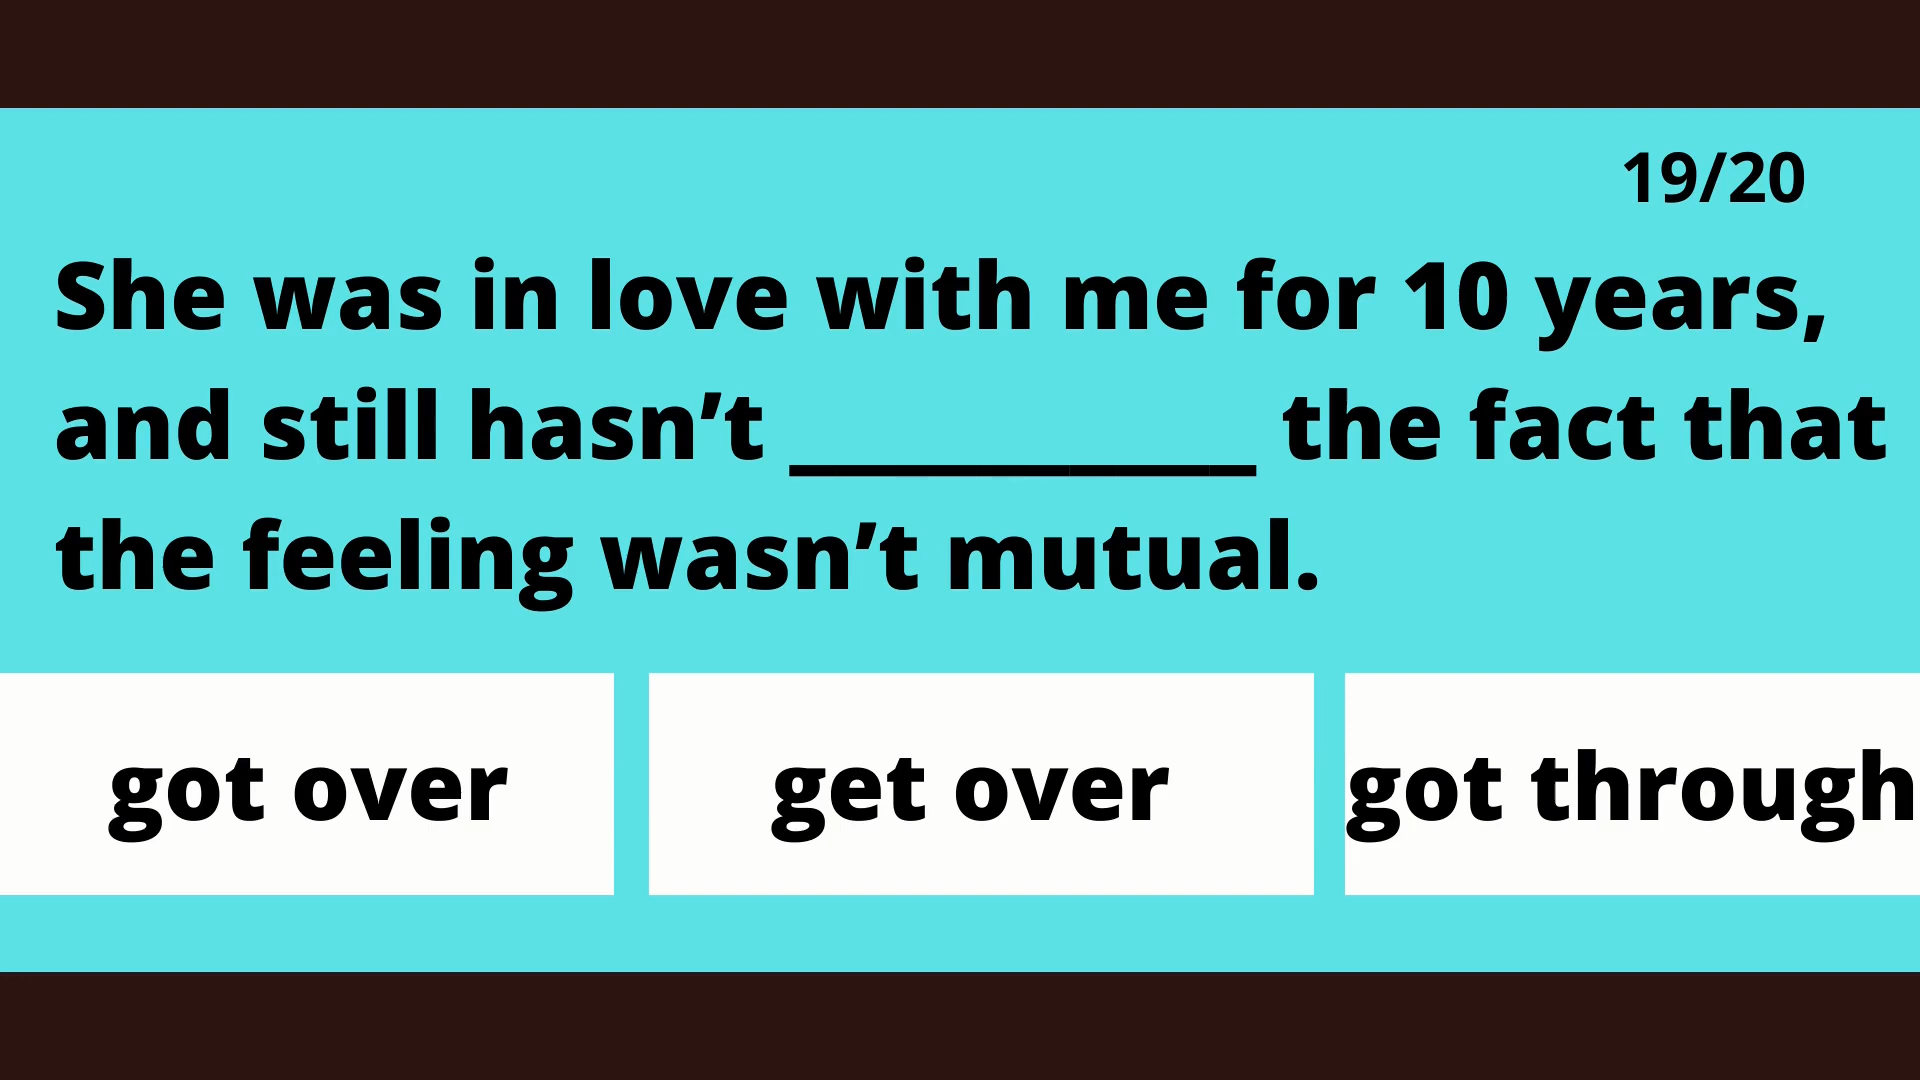 19/20
She was in love with me for 10 years,
and still hasn’t __________ the fact that
the feeling wasn’t mutual.
got over
get over
got through